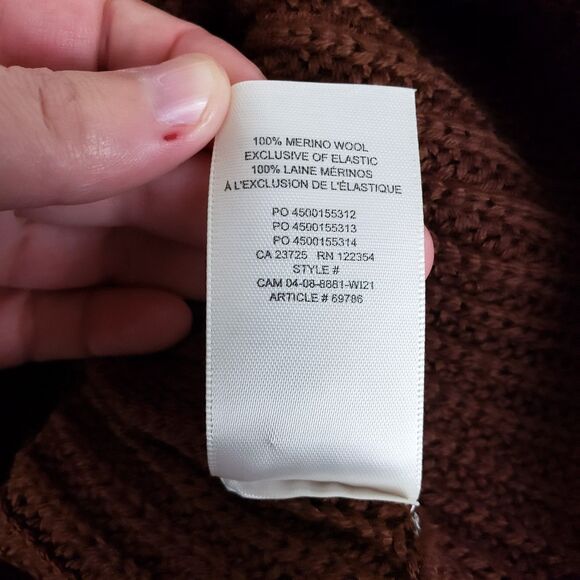 100% MERINO WOOL
EXCLUSIVE OF ELASTIC
100% LAINE MÉRINOS
À L'EXCLUSION DE L'ÉLASTIQUE
PO 4500155312
PO 4500155313
PO 4500155314
CA 23725 RN 122354
STYLE #
CAM 04-08-8881-WI21
ARTICLE # 69786